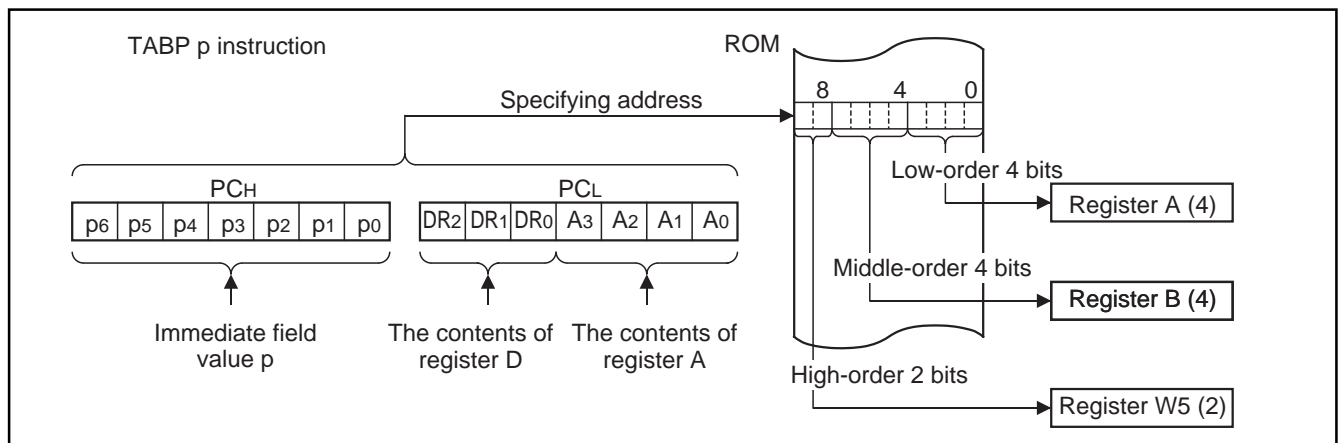 TABP p instruction
ROM
Specifying address
8 4 0
Low-order 4 bits
Register A (4)
PCH
PCL
p6 p5 p4 p3 p2 p1 p0
DR2 DR1 DR0 A3 A2 A1 A0
Middle-order 4 bits
Register B (4)
Immediate field
value p
The contents of
register D
The contents of
register A
High-order 2 bits
Register W5 (2)